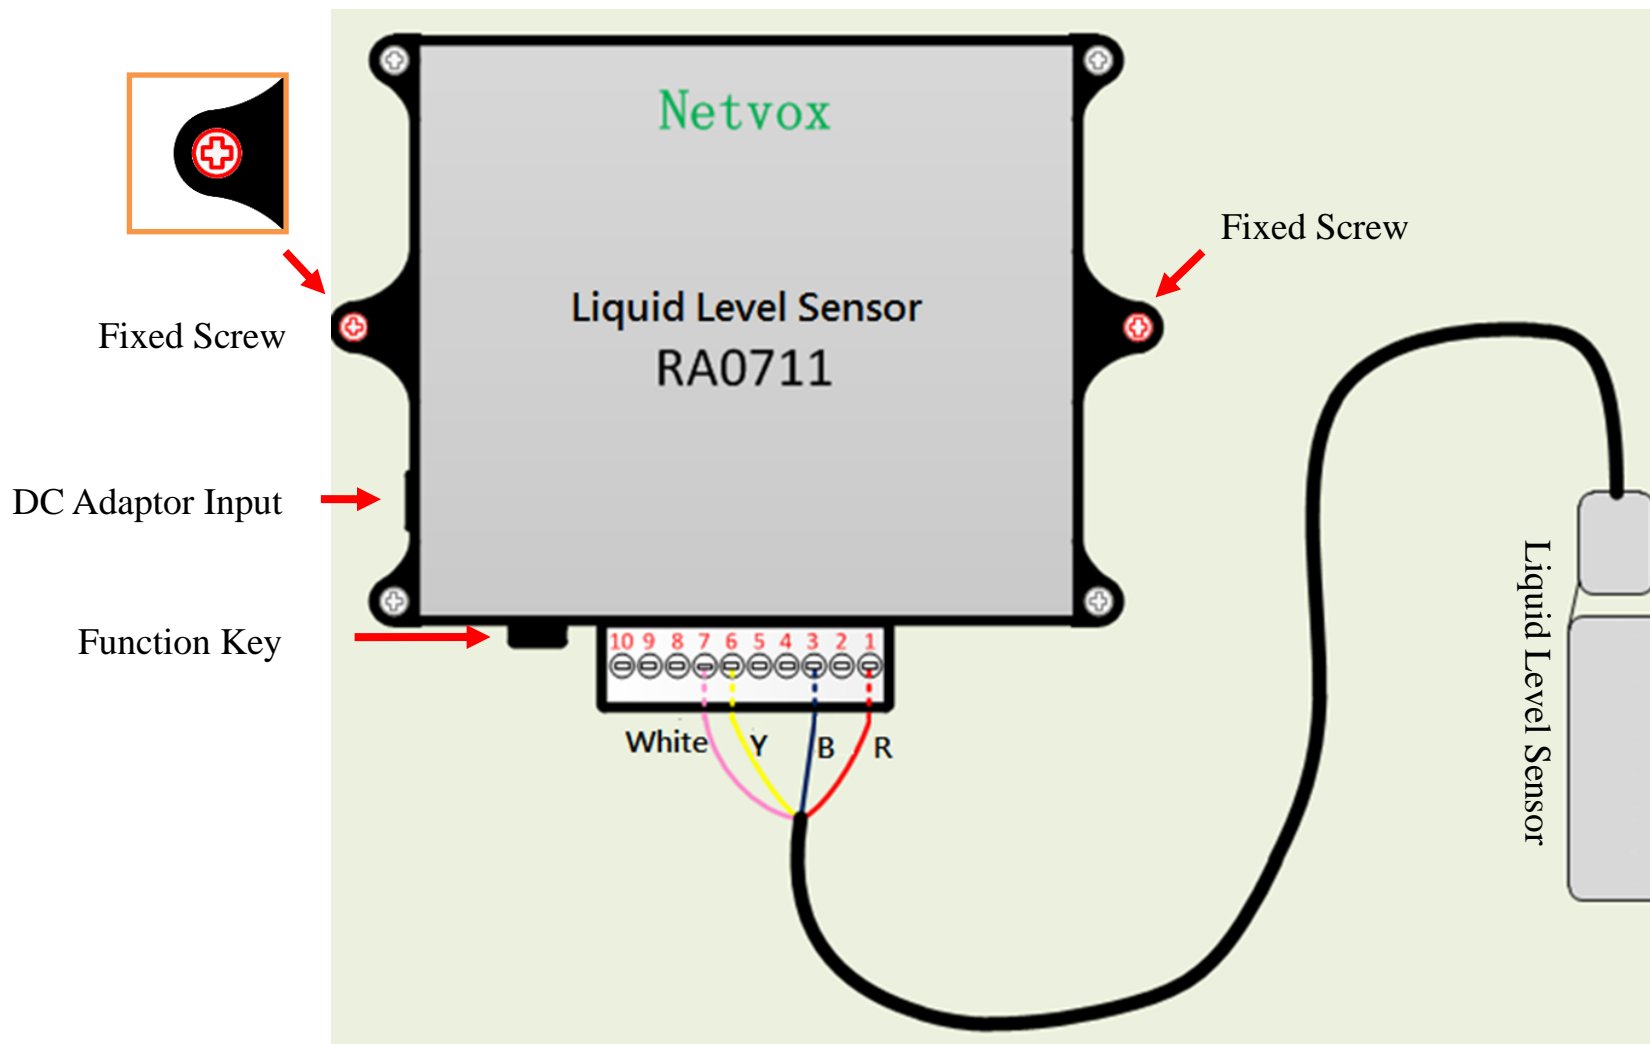 Netvox
Fixed Screw
Liquid Level Sensor
RA0711
Fixed Screw
DC Adaptor Input
Function Key
10 9 8 7 6 5 4 3 2 1
White Y B R
Liquid Level Sensor